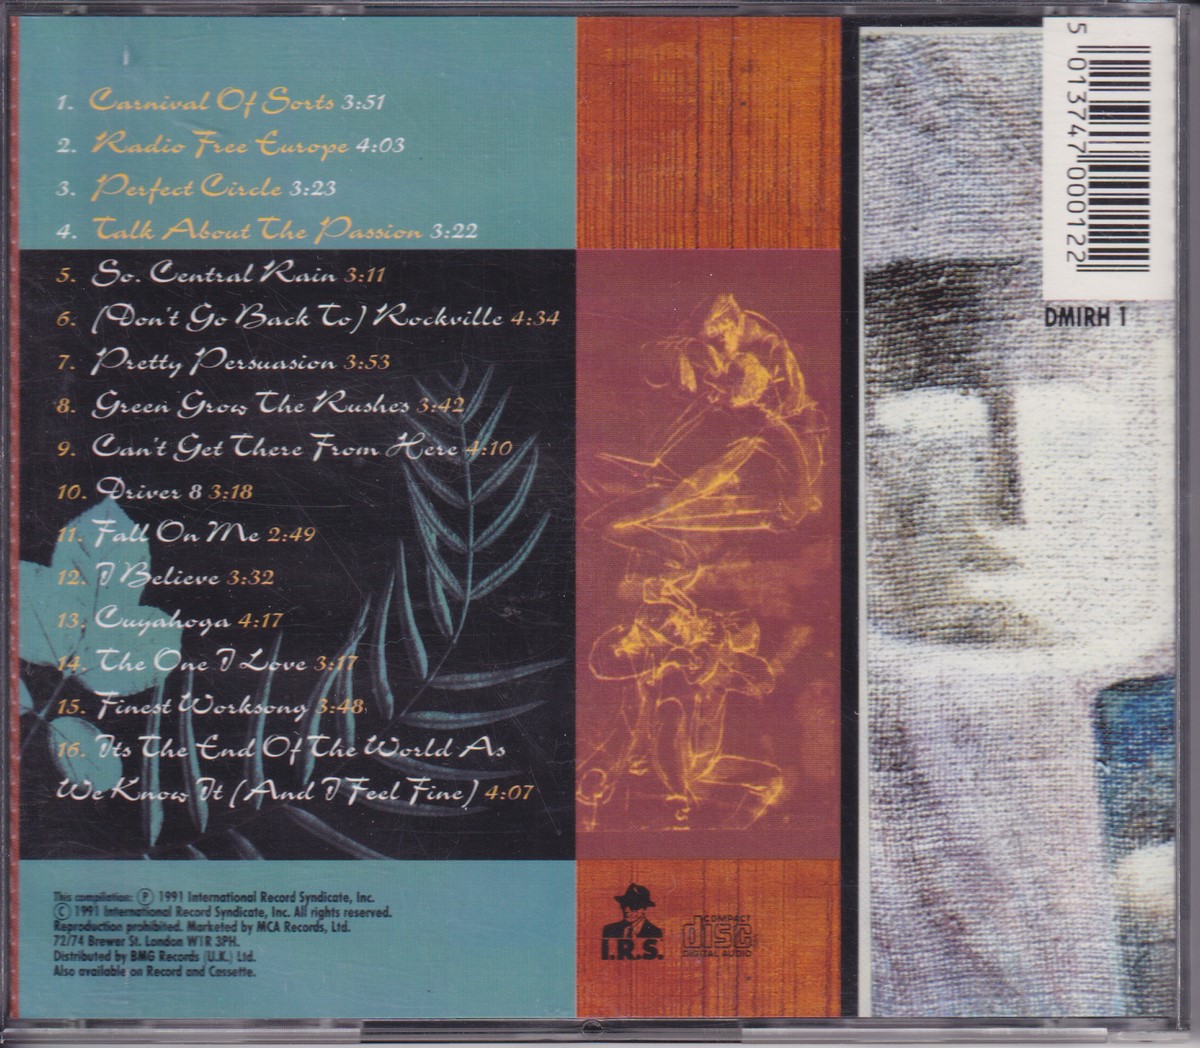 1. Carnival Of Sorts 3:51
2. Radio Free Europe 4:03
3. Perfect Circle 3:23
4. Talk About The Passion 3:22
5. So. Central Rain 3:11
6. (Don't Go Back To) Rockville 4:34
7. Pretty Persuasion 3:53
8. Green Grow The Rushes 3:42
9. Can't Get There From Here 4:10
10. Driver 8 3:18
11. Fall On Me 2:49
12. I Believe 3:32
13. Cuyahoga 4:17
14. The One I Love 3:17
15. Finest Worksong 3:48
16. Its The End Of The World As
We Know It (And I Feel Fine) 4:07
This compilation: Ⓟ 1991 International Record Syndicate, Inc.
© 1991 International Record Syndicate, Inc. All rights reserved.
Reproduction prohibited. Marketed by MCA Records, Ltd.
72/74 Brewer St. London W1R 3PH.
Distributed by BMG Records (U.K.) Ltd.
Also available on Record and Cassette.
I.R.S.
COMPACT
disc
DIGITAL AUDIO
5 013747 000122
DMIRH 1